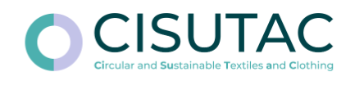 CISUTAC
Circular and Sustainable Textiles and Clothing